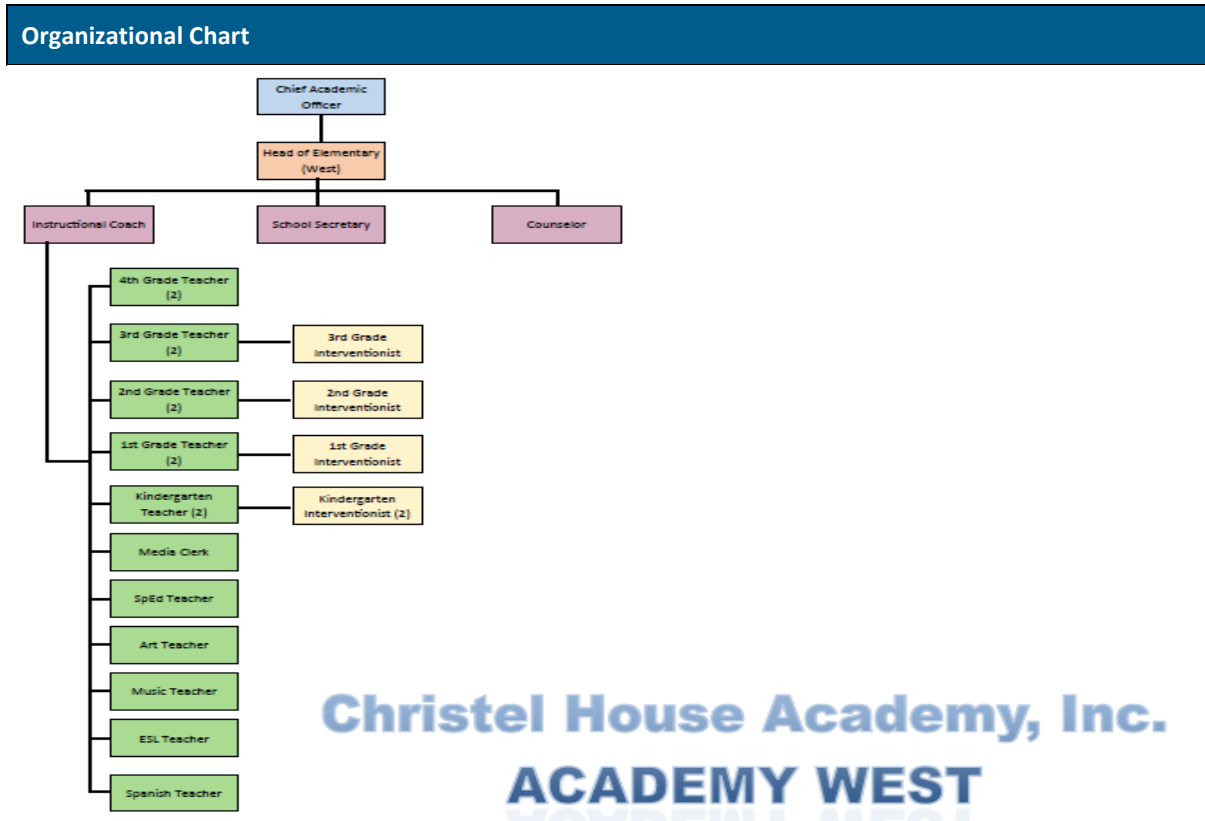 Organizational Chart
Chief Academic
Officer
Head of Elementary
(West)
Instructional Coach
School Secretary
Counselor
4th Grade Teacher
(2)
3rd Grade Teacher
(2)
3rd Grade
Interventionist
2nd Grade Teacher
(2)
2nd Grade
Interventionist
1st Grade Teacher
(2)
1st Grade
Interventionist
Kindergarten
Teacher (2)
Kindergarten
Interventionist (2)
Media Clerk
SpEd Teacher
Art Teacher
Music Teacher
ESL Teacher
Spanish Teacher
Christel House Academy, Inc.
ACADEMY WEST